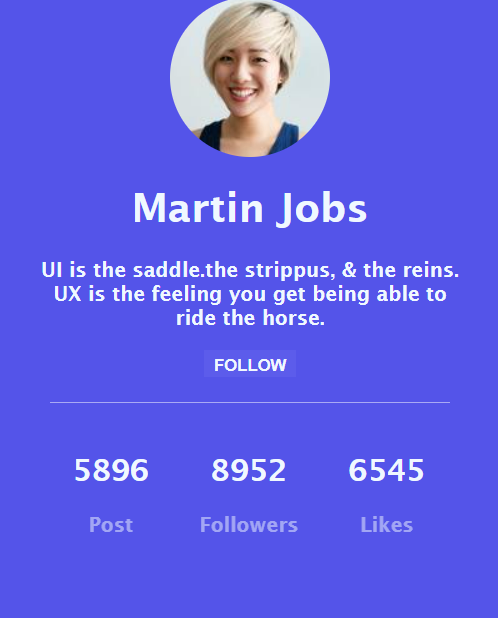 Martin Jobs
UI is the saddle.the strippus, & the reins.
UX is the feeling you get being able to
ride the horse.
FOLLOW
5896 8952 6545
Post Followers Likes